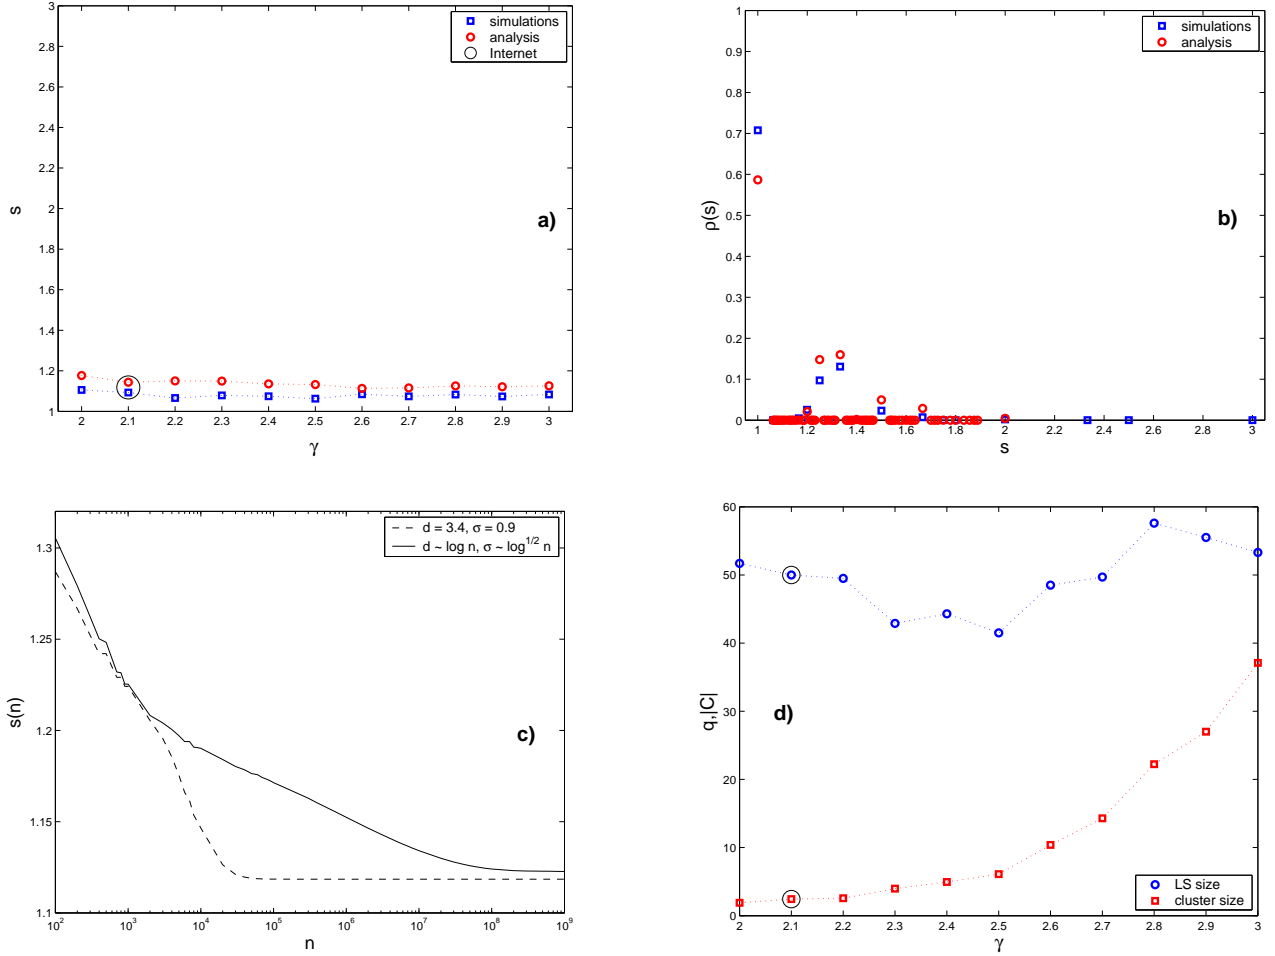 3
2.8
2.6
2.4
2.2
2
1.8
1.6
1.4
1.2
1
s
simulations
analysis
Internet
a)
2 2.1 2.2 2.3 2.4 2.5 2.6 2.7 2.8 2.9 3
γ
1
0.9
0.8
0.7
0.6
0.5
0.4
0.3
0.2
0.1
0
ρ(s)
simulations
analysis
b)
1 1.2 1.4 1.6 1.8 2 2.2 2.4 2.6 2.8 3
s
1.3
1.25
1.2
1.15
1.1
s(n)
d = 3.4, σ = 0.9
d ~ log n, σ ~ log^1/2 n
c)
10^2 10^3 10^4 10^5 10^6 10^7 10^8 10^9
n
60
50
40
30
20
10
0
q,|C|
d)
LS size
cluster size
2 2.1 2.2 2.3 2.4 2.5 2.6 2.7 2.8 2.9 3
γ